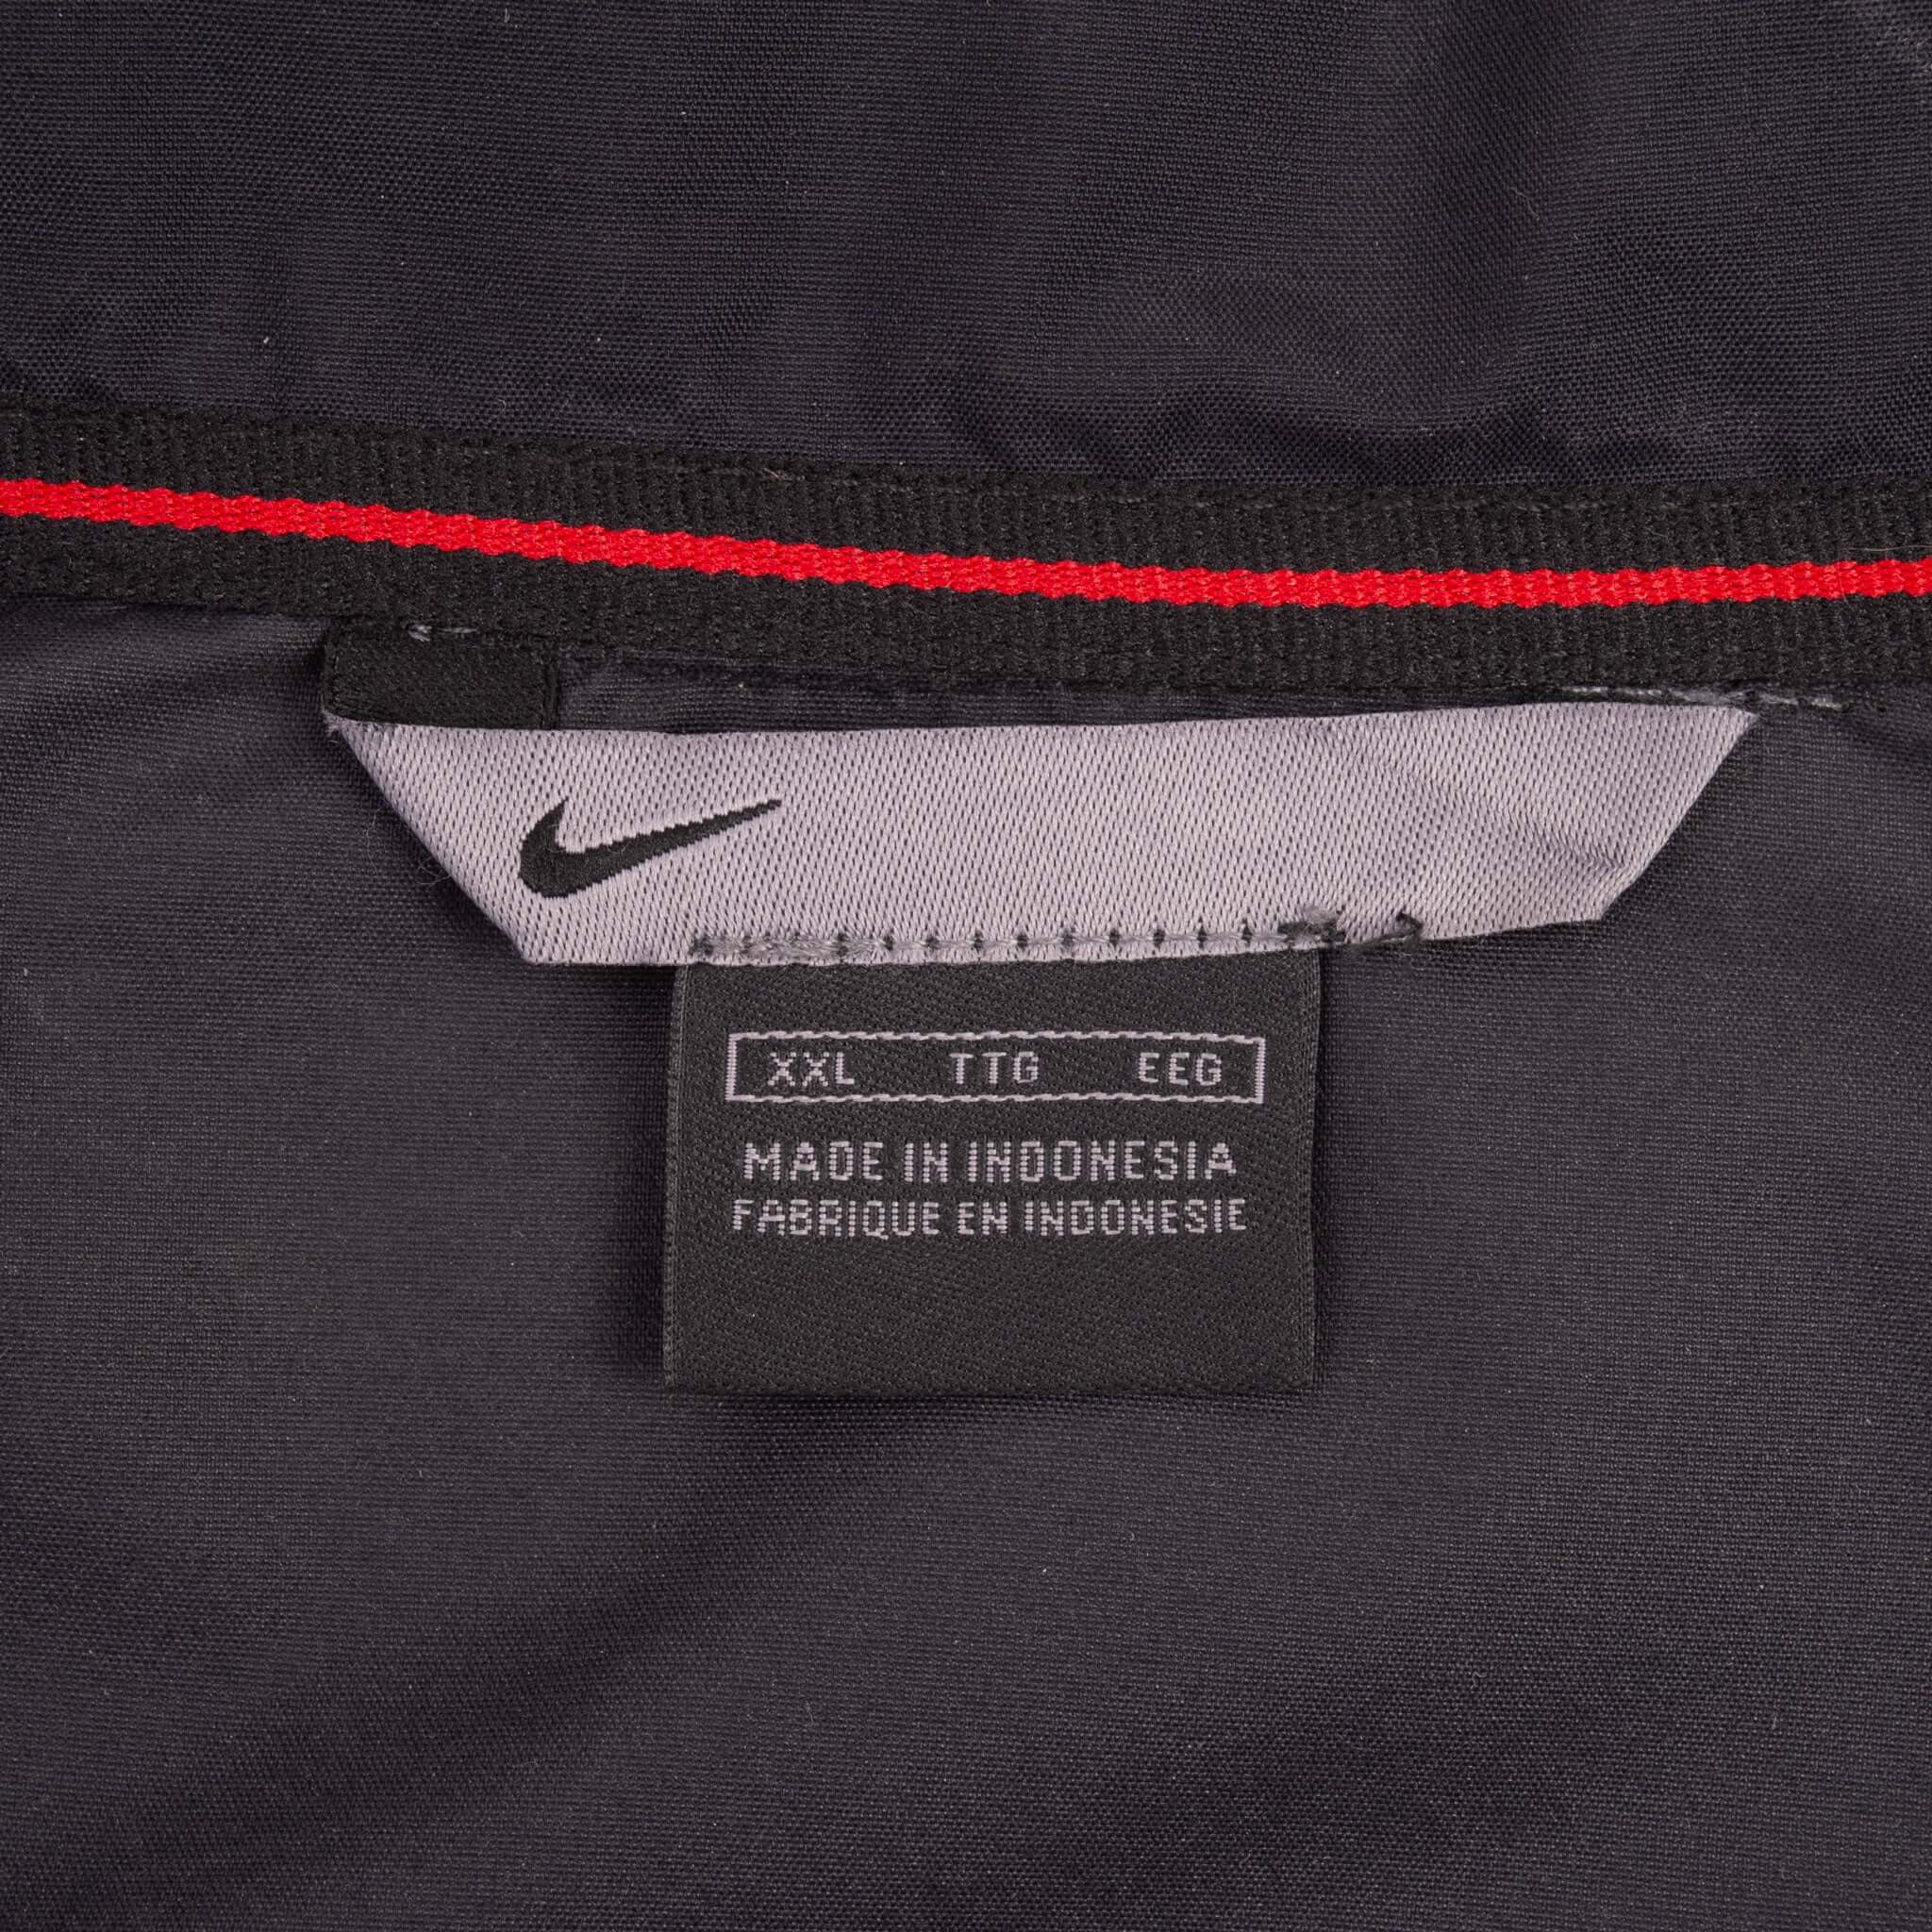 XXL TTG EEG
MADE IN INDONESIA
FABRIQUE EN INDONESIE